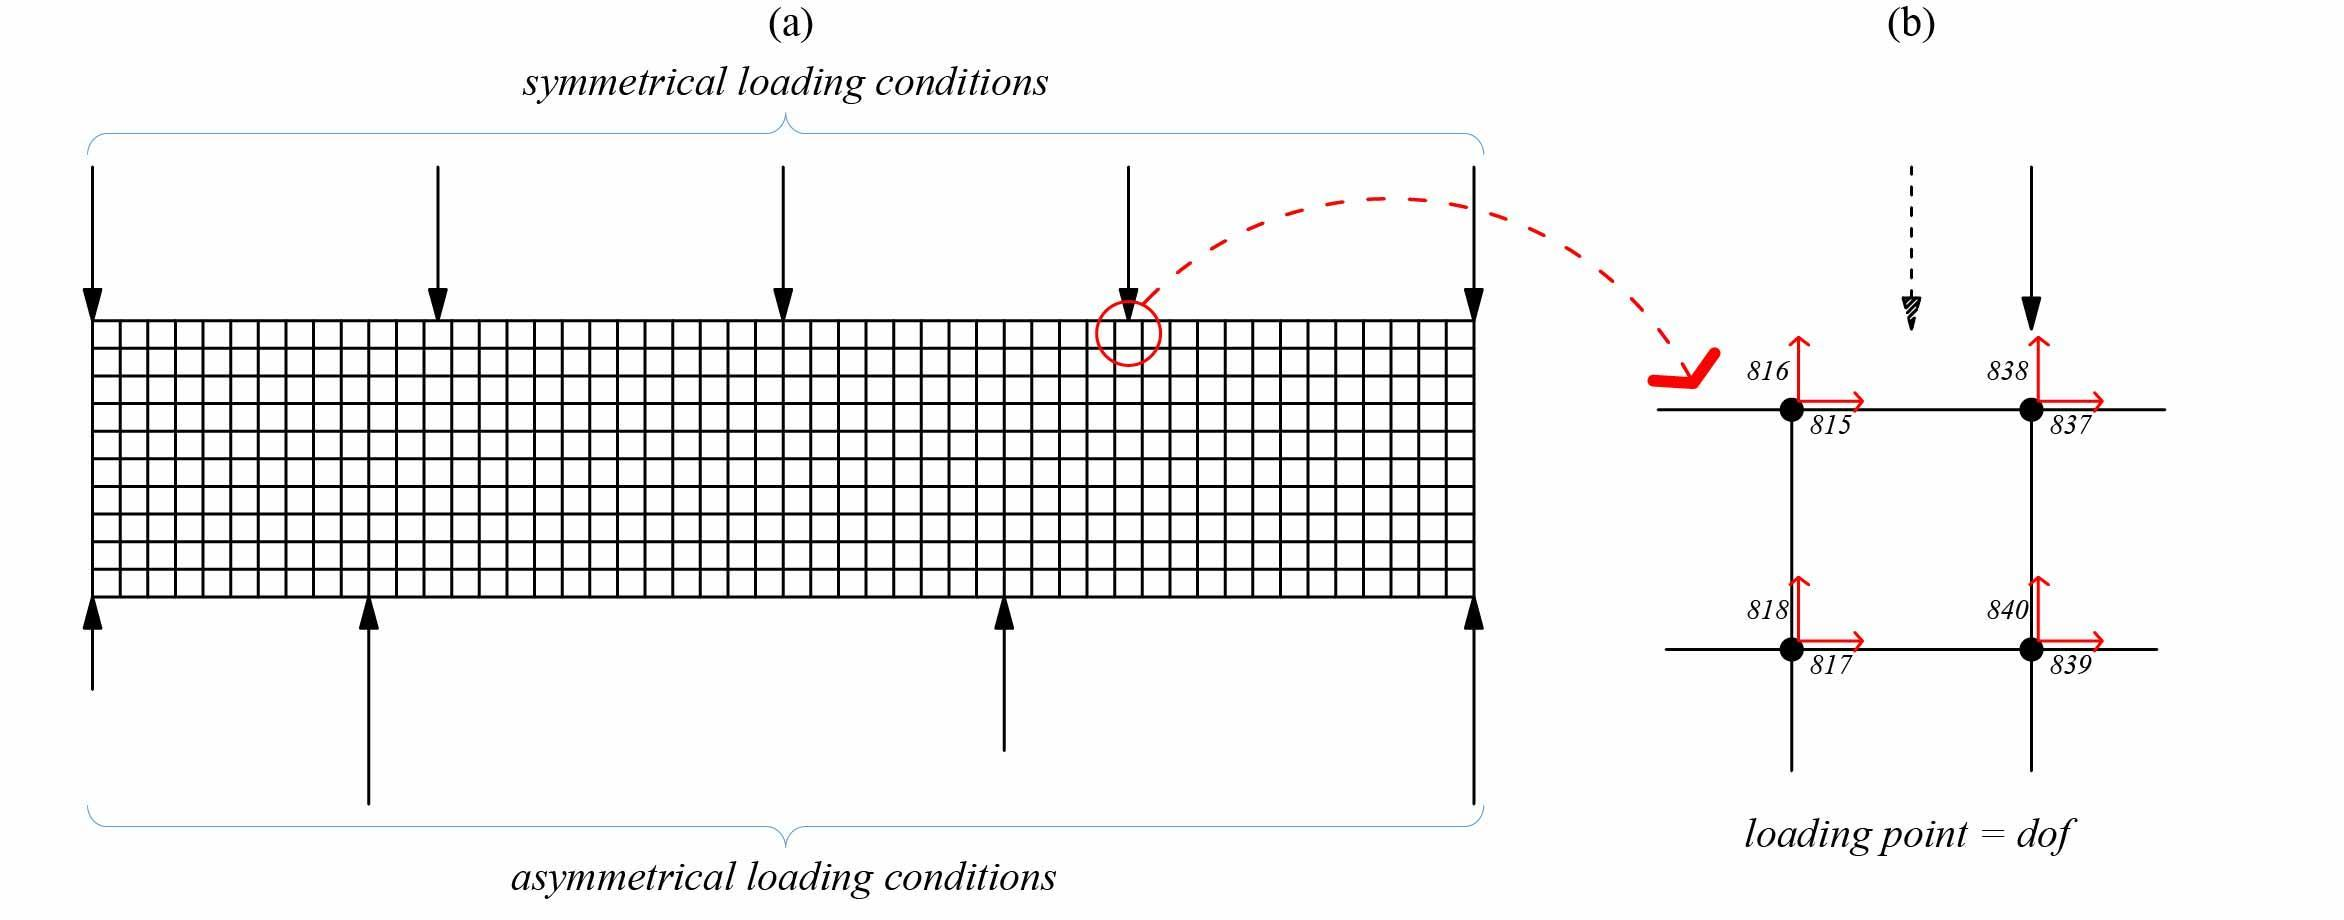 (a)
(b)
symmetrical loading conditions
816
838
815
837
818
840
817
839
loading point = dof
asymmetrical loading conditions